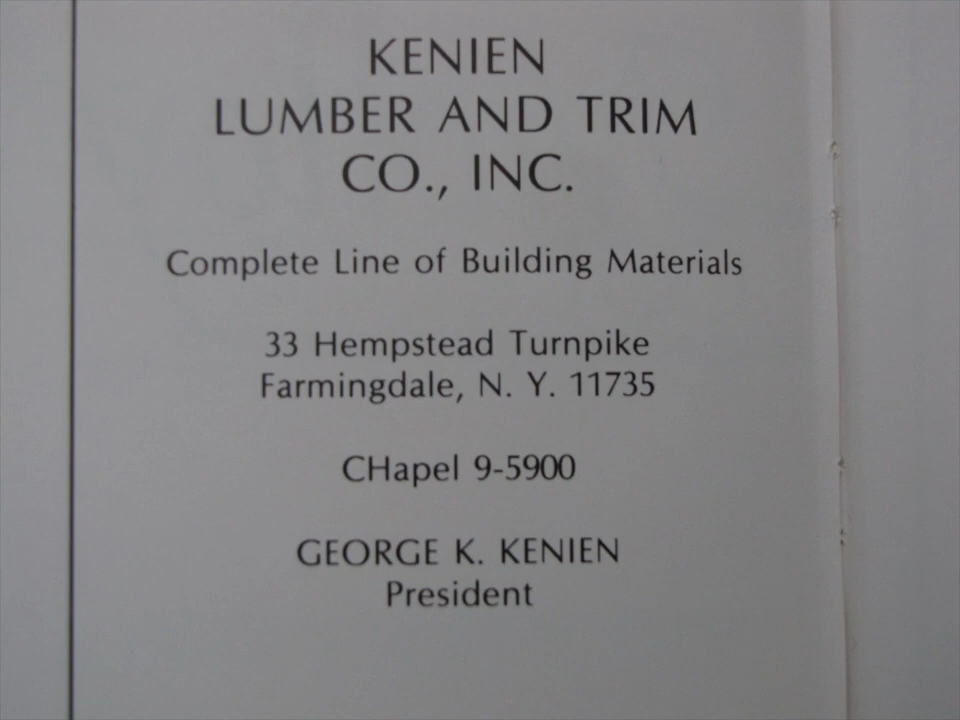 KENIEN
LUMBER AND TRIM
CO., INC.
Complete Line of Building Materials
33 Hempstead Turnpike
Farmingdale, N. Y. 11735
CHapel 9-5900
GEORGE K. KENIEN
President